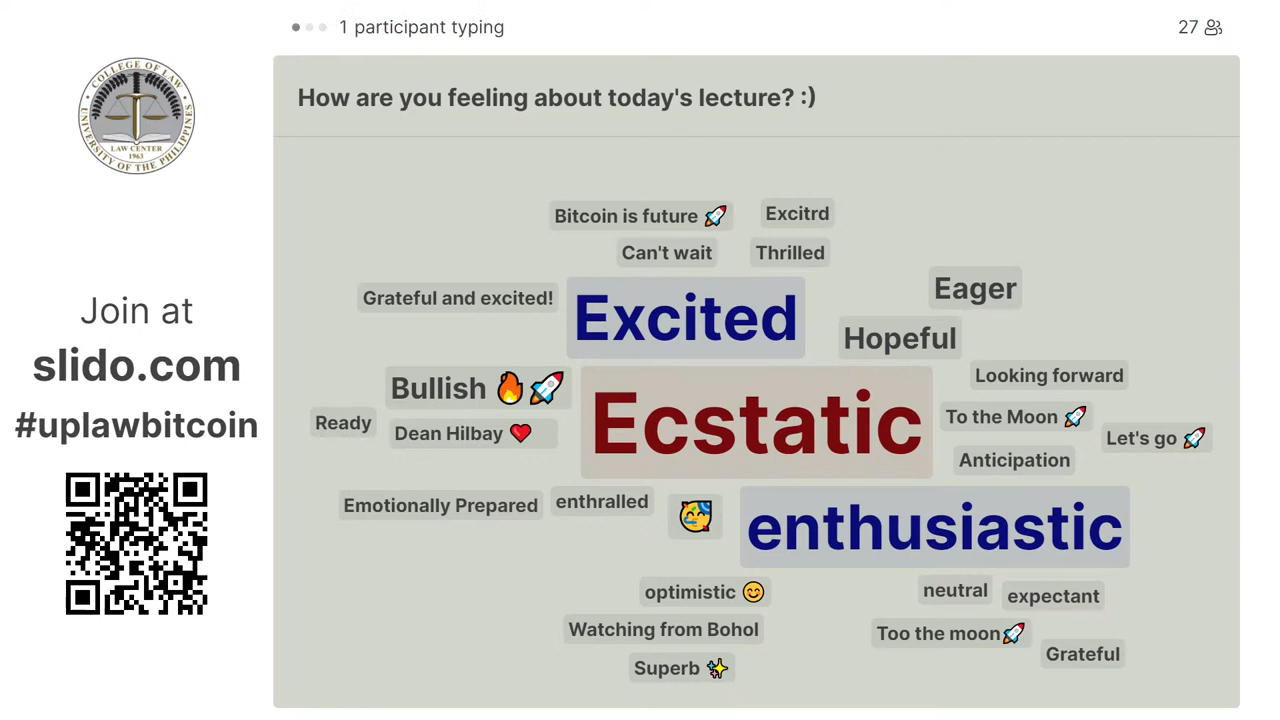 1 participant typing
27
COLLEGE OF LAW
UNIVERSITY OF THE PHILIPPINES
LAW CENTER
1963
Join at
slido.com
#uplawbitcoin
How are you feeling about today's lecture? :)
Bitcoin is future 🚀
Excitrd
Can't wait
Thrilled
Grateful and excited!
Excited
Eager
Hopeful
Bullish 🔥🚀
Looking forward
Ready
Dean Hilbay ❤️
Ecstatic
To the Moon 🚀
Let's go 🚀
Anticipation
Emotionally Prepared
enthralled
🥳
enthusiastic
optimistic 😊
neutral
expectant
Watching from Bohol
Too the moon🚀
Grateful
Superb ✨